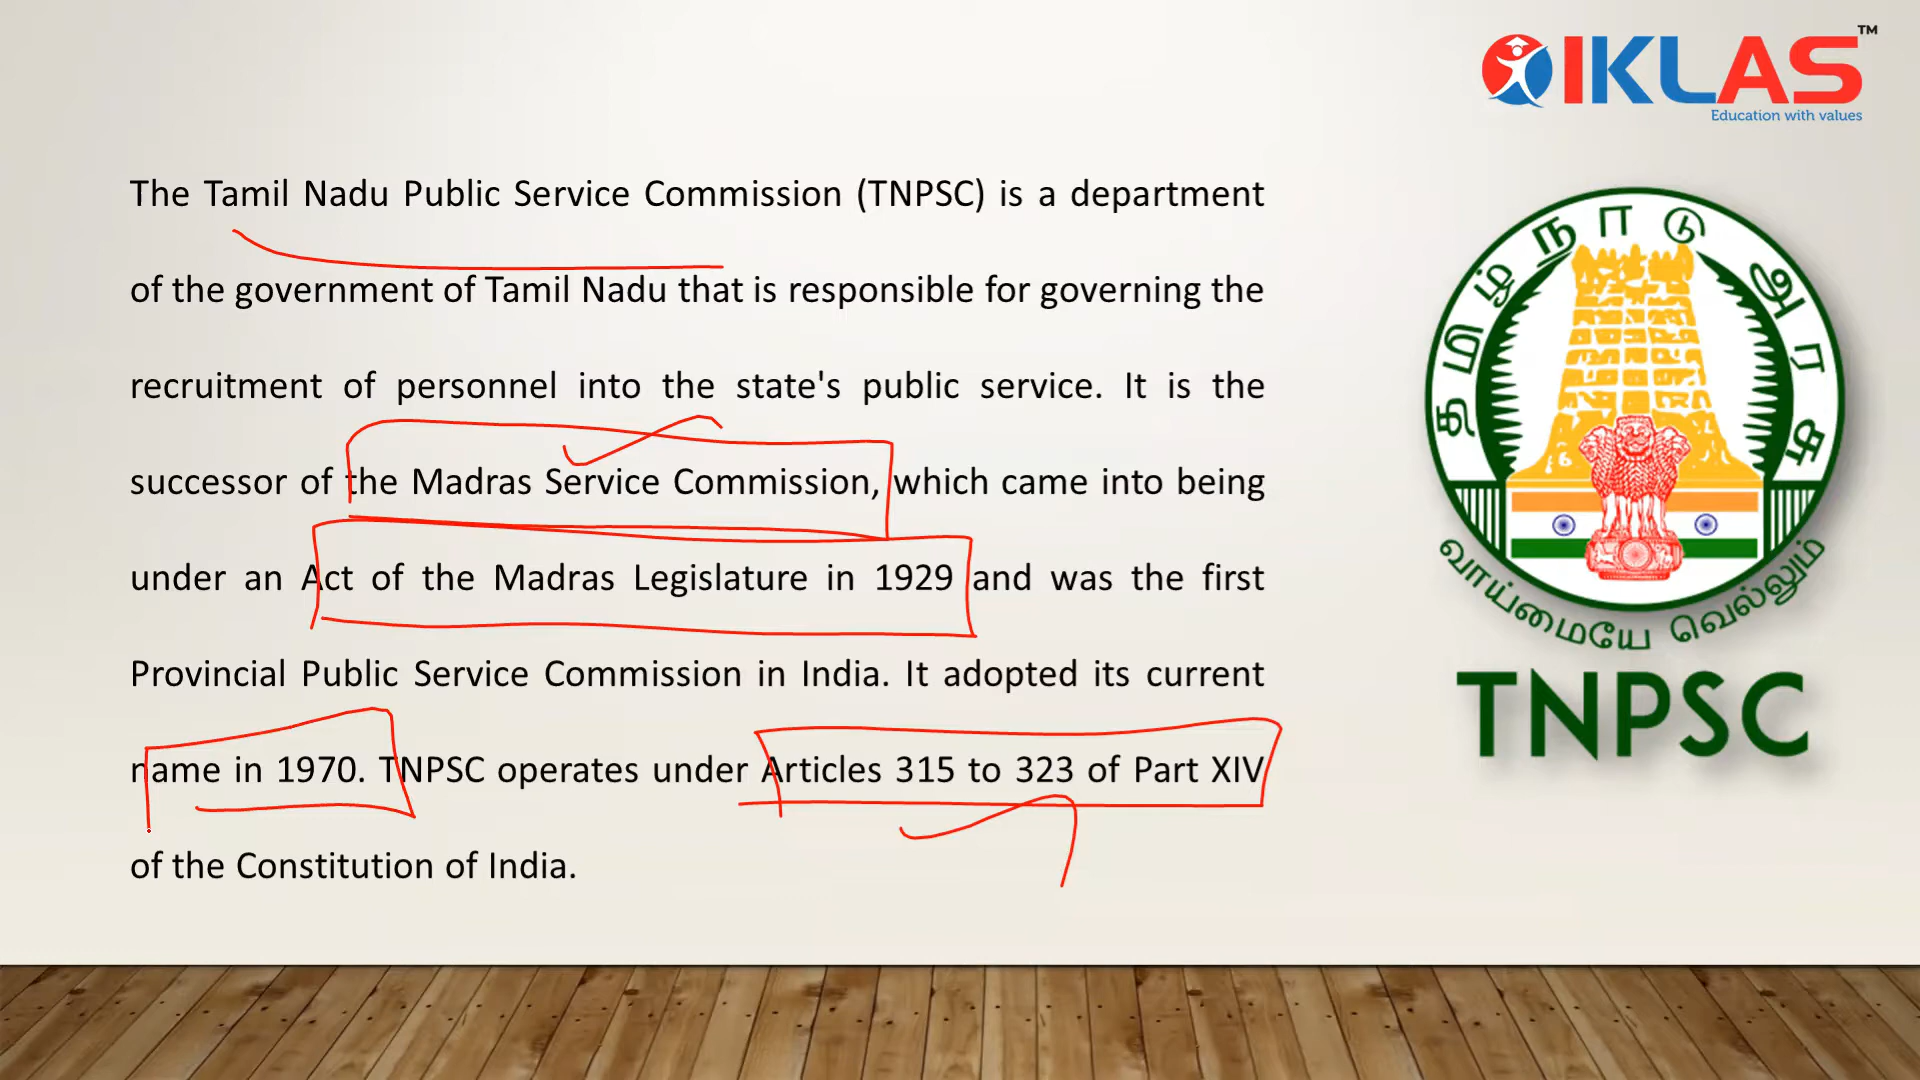 IKLAS™
Education with values
The Tamil Nadu Public Service Commission (TNPSC) is a department
of the government of Tamil Nadu that is responsible for governing the
recruitment of personnel into the state's public service. It is the
successor of the Madras Service Commission, which came into being
under an Act of the Madras Legislature in 1929 and was the first
Provincial Public Service Commission in India. It adopted its current
name in 1970. TNPSC operates under Articles 315 to 323 of Part XIV
of the Constitution of India.
தமிழ்நாடு அரசு
வாய்மையே வெல்லும்
TNPSC